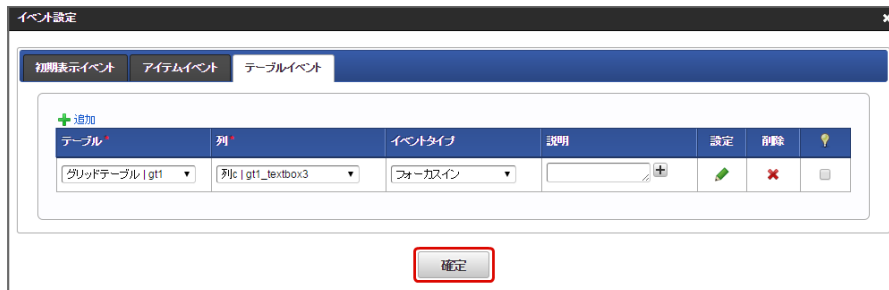 イベント設定
初期表示イベント アイテムイベント テーブルイベント
追加
テーブル* 列* イベントタイプ 説明 設定 削除
グリッドテーブル | gt1 列c | gt1_textbox3 フォーカスイン
確定